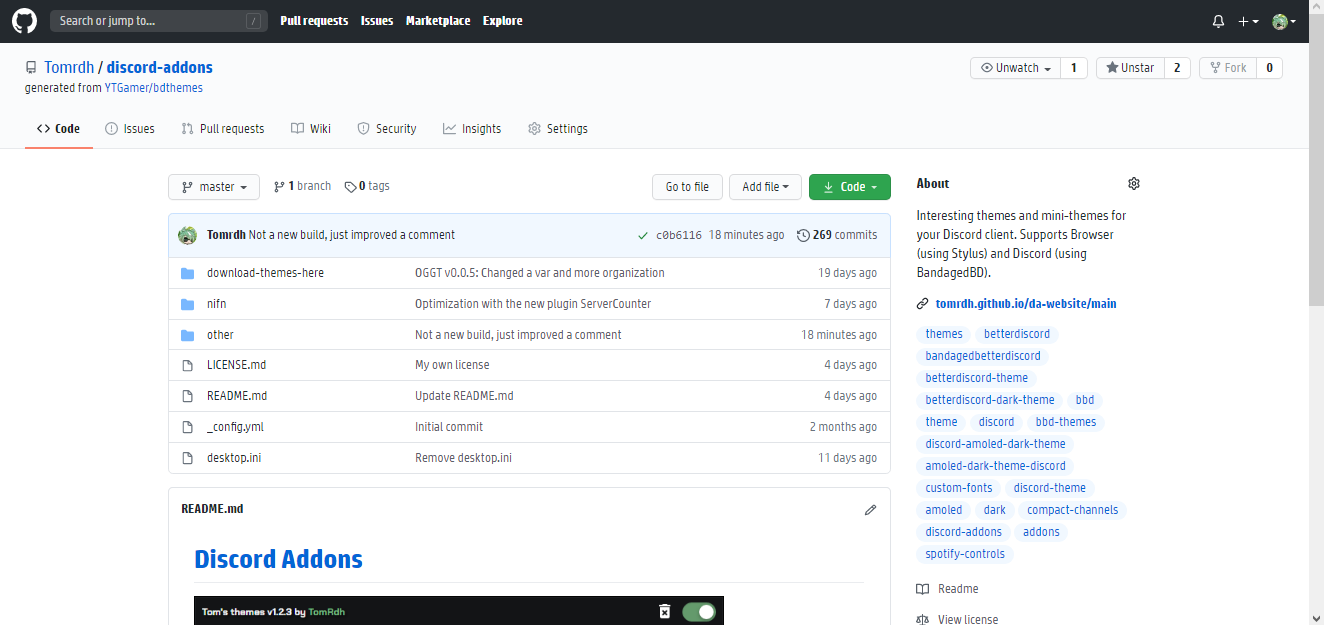 Search or jump to... /
Pull requests Issues Marketplace Explore
Tomrdh / discord-addons
generated from YTGamer/bdthemes
Unwatch 1 Unstar 2 Fork 0
Code Issues Pull requests Wiki Security Insights Settings
master 1 branch 0 tags Go to file Add file Code
Tomrdh Not a new build, just improved a comment c0b6116 18 minutes ago 269 commits
download-themes-here OGGT v0.0.5: Changed a var and more organization 19 days ago
nifn Optimization with the new plugin ServerCounter 7 days ago
other Not a new build, just improved a comment 18 minutes ago
LICENSE.md My own license 4 days ago
README.md Update README.md 4 days ago
_config.yml Initial commit 2 months ago
desktop.ini Remove desktop.ini 11 days ago
README.md
Discord Addons
Tom's themes v1.2.3 by TomRdh
About
Interesting themes and mini-themes for
your Discord client. Supports Browser
(using Stylus) and Discord (using
BandagedBD).
tomrdh.github.io/da-website/main
themes betterdiscord
bandagedbetterdiscord
betterdiscord-theme
betterdiscord-dark-theme bbd
theme discord bbd-themes
discord-amoled-dark-theme
amoled-dark-theme-discord
custom-fonts discord-theme
amoled dark compact-channels
discord-addons addons
spotify-controls
Readme
View license